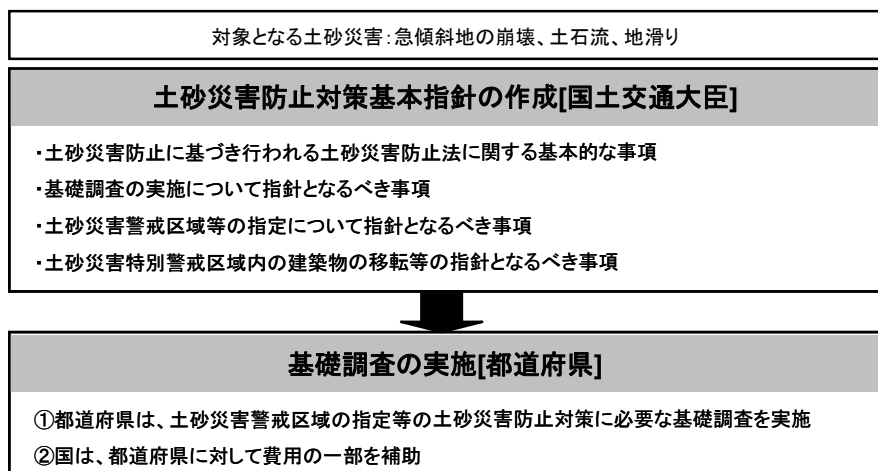 対象となる土砂災害：急傾斜地の崩壊、土石流、地滑り
土砂災害防止対策基本指針の作成[国土交通大臣]
・土砂災害防止に基づき行われる土砂災害防止法に関する基本的な事項
・基礎調査の実施について指針となるべき事項
・土砂災害警戒区域等の指定について指針となるべき事項
・土砂災害特別警戒区域内の建築物の移転等の指針となるべき事項
基礎調査の実施[都道府県]
①都道府県は、土砂災害警戒区域の指定等の土砂災害防止対策に必要な基礎調査を実施
②国は、都道府県に対して費用の一部を補助